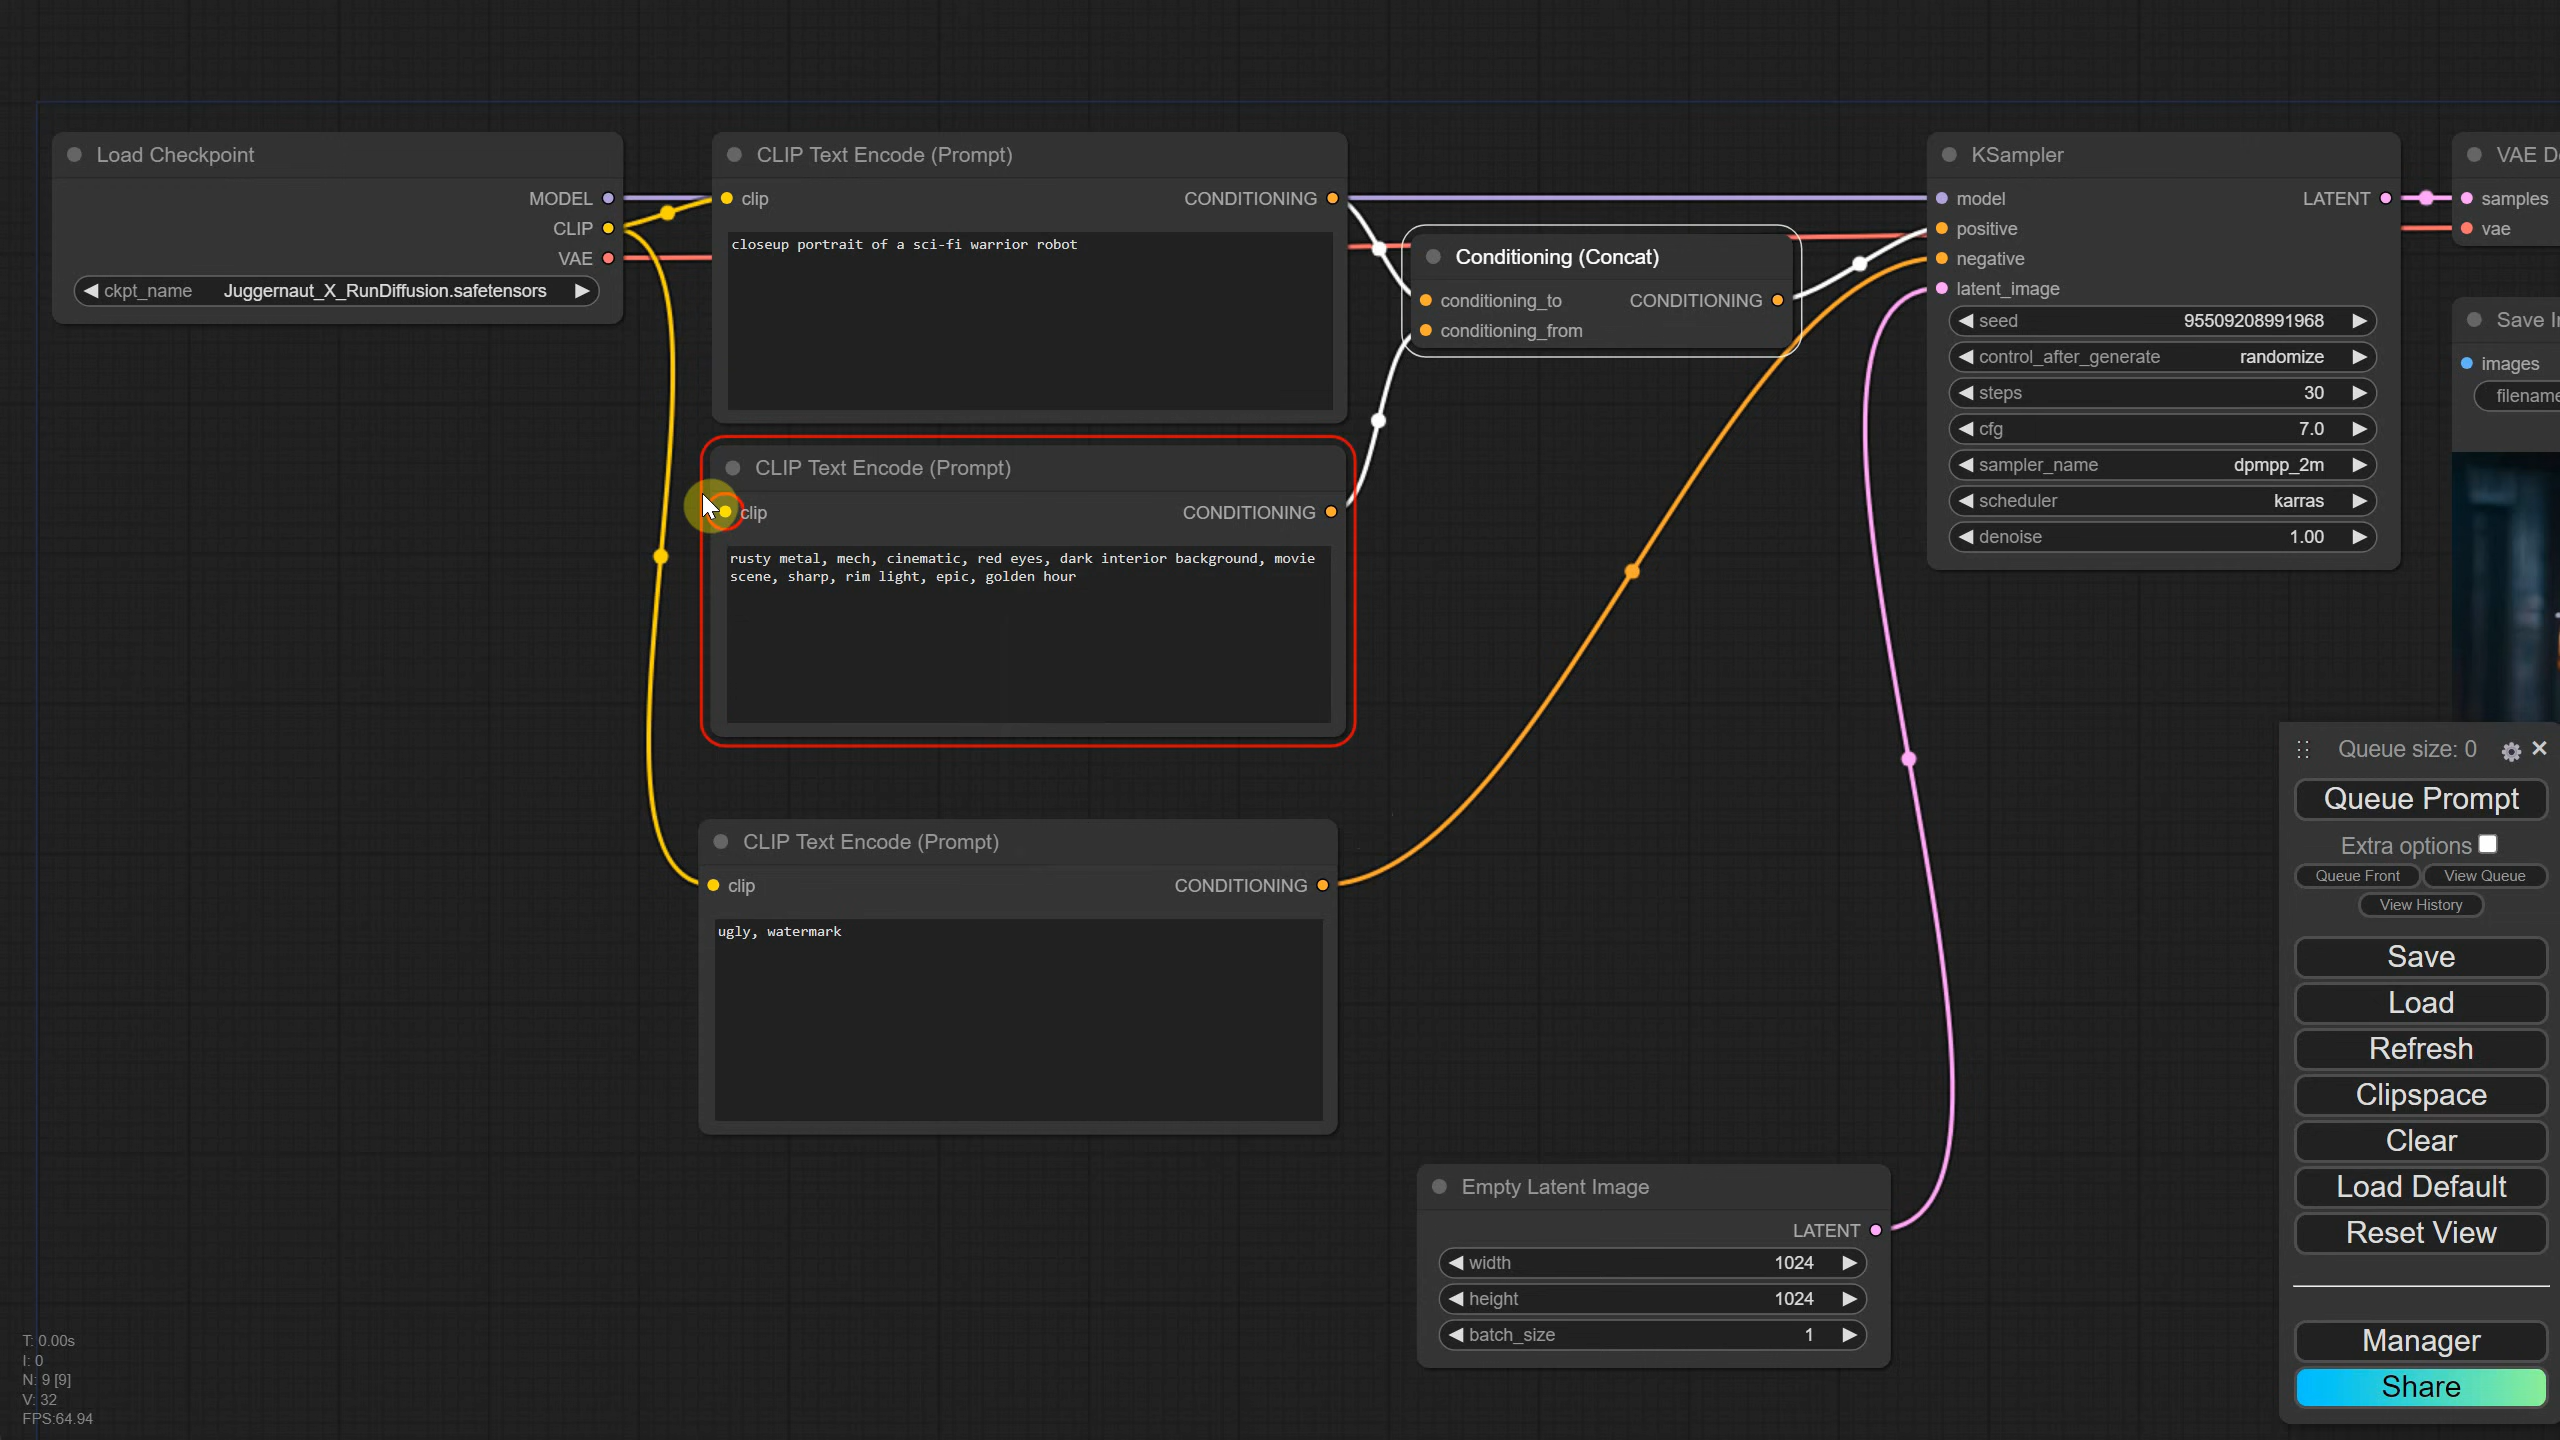 Load Checkpoint
MODEL
CLIP
VAE
ckpt_name Juggernaut_X_RunDiffusion.safetensors
CLIP Text Encode (Prompt)
clip CONDITIONING
closeup portrait of a sci-fi warrior robot
CLIP Text Encode (Prompt)
clip CONDITIONING
rusty metal, mech, cinematic, red eyes, dark interior background, movie
scene, sharp, rim light, epic, golden hour
CLIP Text Encode (Prompt)
clip CONDITIONING
ugly, watermark
Conditioning (Concat)
conditioning_to CONDITIONING
conditioning_from
Empty Latent Image
LATENT
width 1024
height 1024
batch_size 1
KSampler
model LATENT
positive
negative
latent_image
seed 95509208991968
control_after_generate randomize
steps 30
cfg 7.0
sampler_name dpmpp_2m
scheduler karras
denoise 1.00
VAE D
samples
vae
Save I
images
filename
Queue size: 0
Queue Prompt
Extra options
Queue Front View Queue
View History
Save
Load
Refresh
Clipspace
Clear
Load Default
Reset View
Manager
Share
T: 0.00s
I: 0
N: 9 [9]
V: 32
FPS:64.94